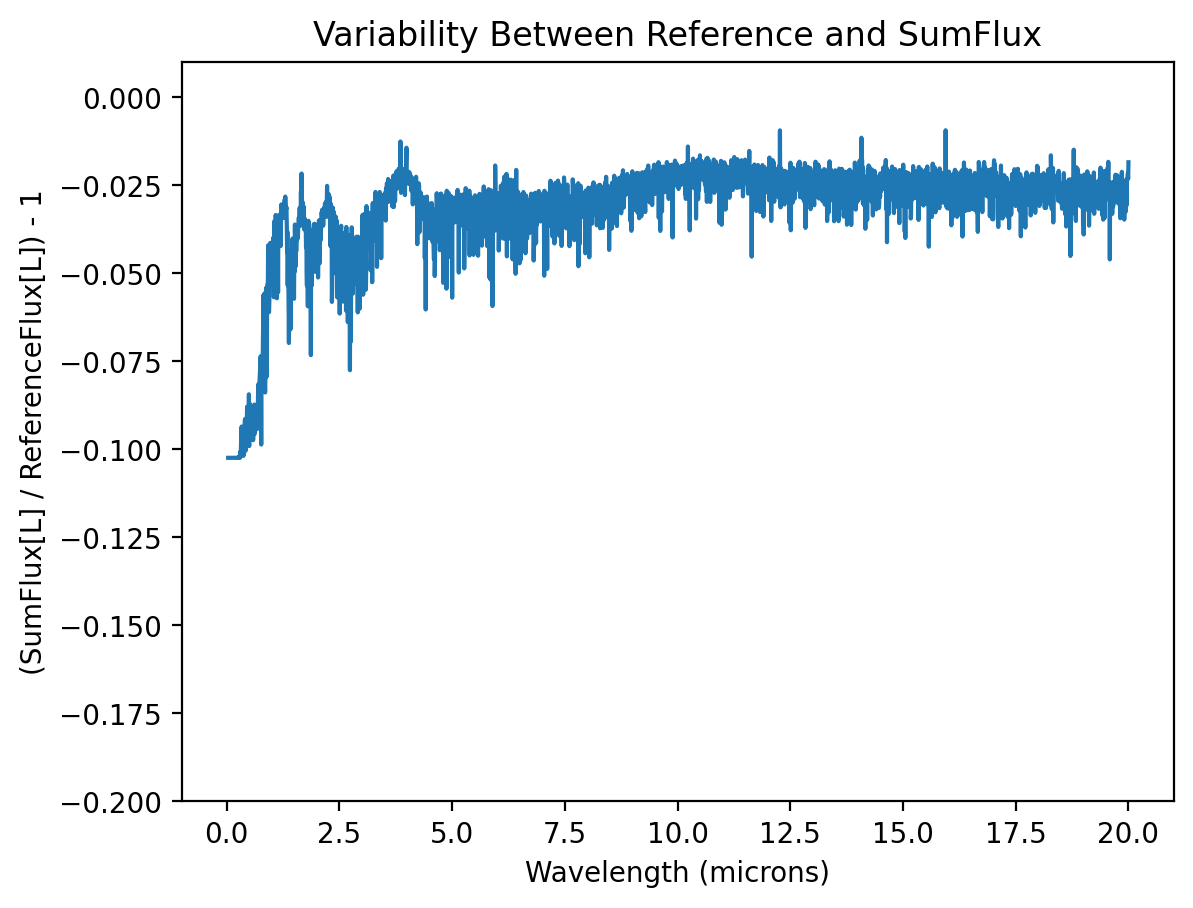 Variability Between Reference and SumFlux
(SumFlux[L] / ReferenceFlux[L]) - 1
0.000
−0.025
−0.050
−0.075
−0.100
−0.125
−0.150
−0.175
−0.200
0.0 2.5 5.0 7.5 10.0 12.5 15.0 17.5 20.0
Wavelength (microns)